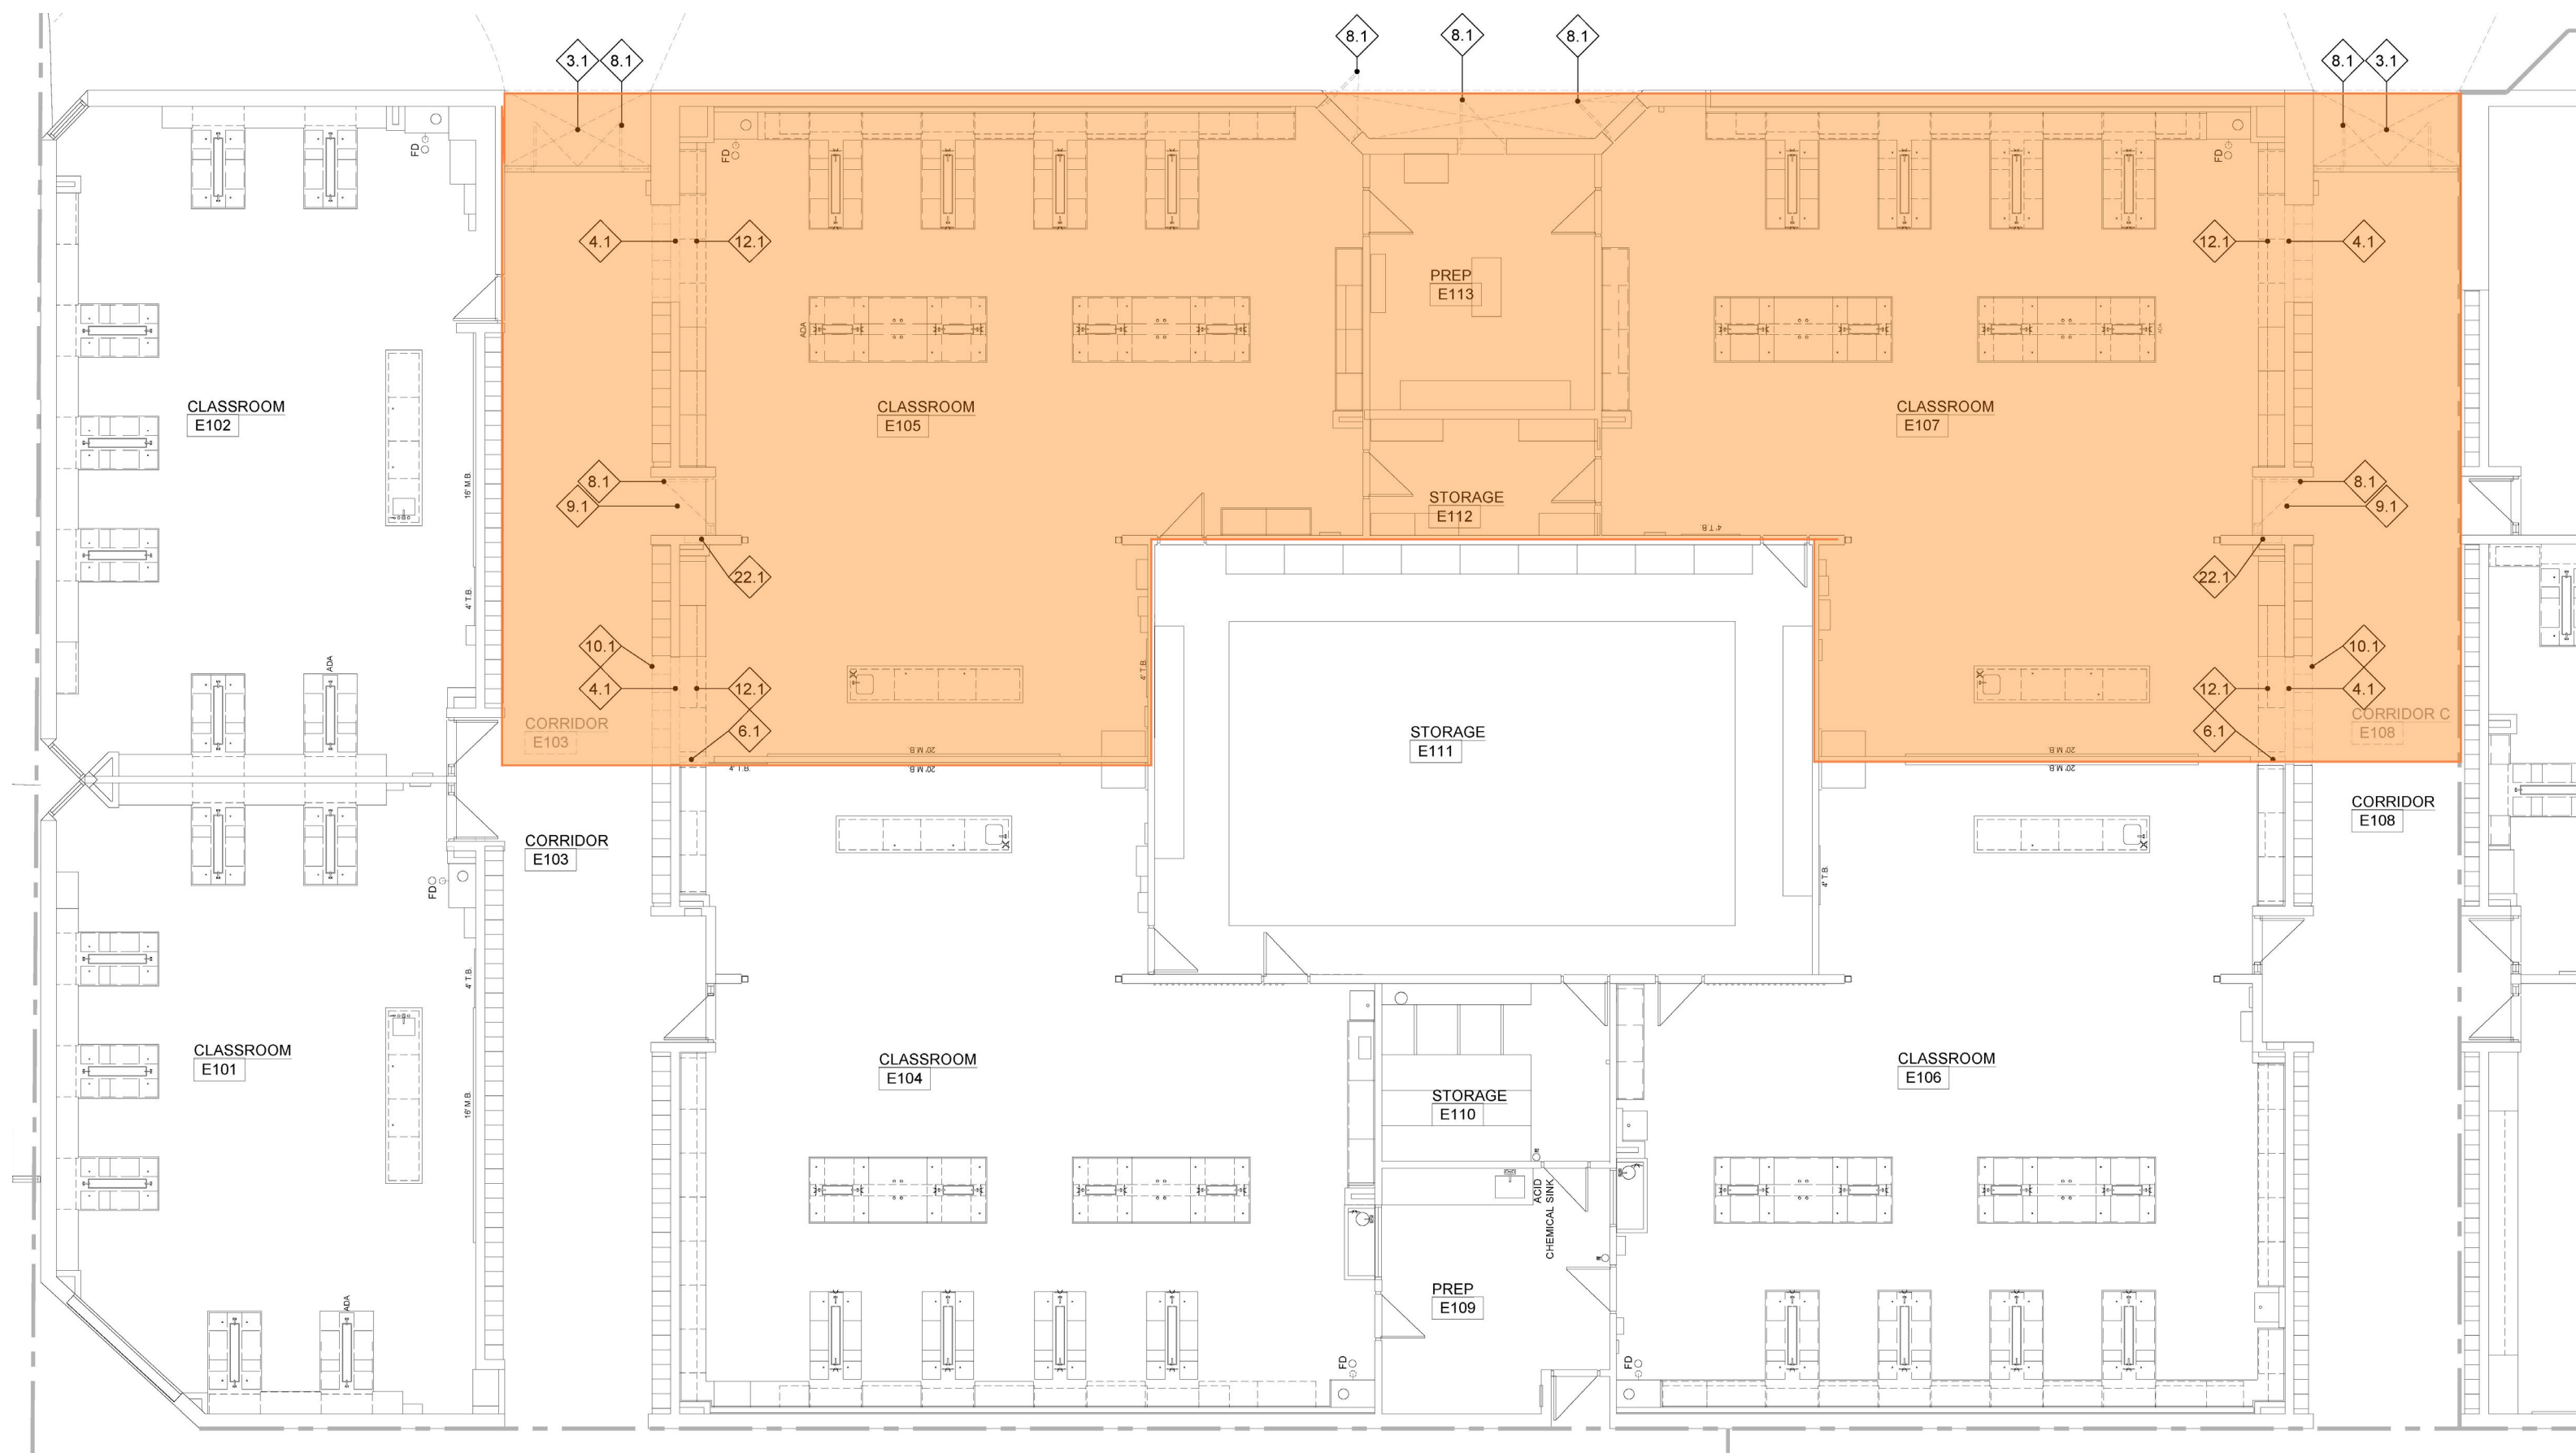 3.1 8.1 8.1 8.1 8.1 8.1 3.1
FD FD FD
4.1 12.1 12.1 4.1
PREP
E113
ADA ADA
CLASSROOM
E102
CLASSROOM
E105
CLASSROOM
E107
16' M.B.
8.1 8.1
9.1 9.1
STORAGE
E112
4' T.B.
22.1 22.1
4' T.B.
ADA
10.1 10.1
4' T.B.
4.1 12.1 12.1 4.1
CORRIDOR
E103
CORRIDOR C
E108
6.1 6.1
STORAGE
E111
20' M.B. 20' M.B.
4' T.B. 20' M.B. 20' M.B.
CORRIDOR
E108
CORRIDOR
E103
4' T.B.
FD
4' T.B.
CLASSROOM
E101
CLASSROOM
E104
CLASSROOM
E106
16' M.B.
STORAGE
E110
ACID
CHEMICAL SINK
PREP
E109
ADA
FD FD